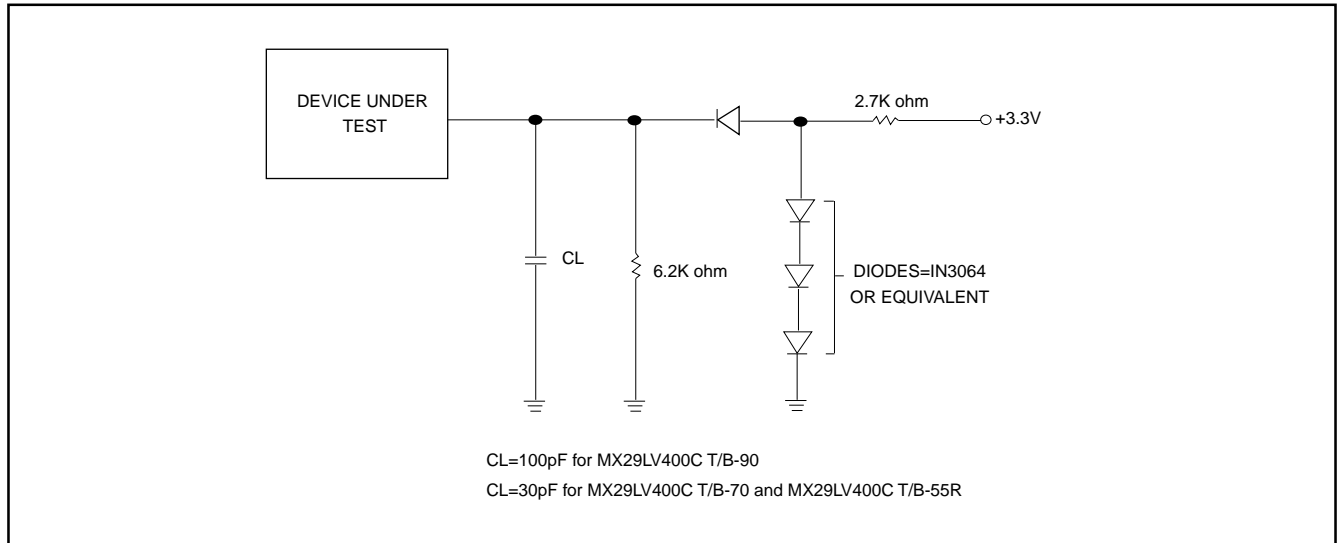 DEVICE UNDER
TEST
2.7K ohm
+3.3V
CL
6.2K ohm
DIODES=IN3064
OR EQUIVALENT
CL=100pF for MX29LV400C T/B-90
CL=30pF for MX29LV400C T/B-70 and MX29LV400C T/B-55R